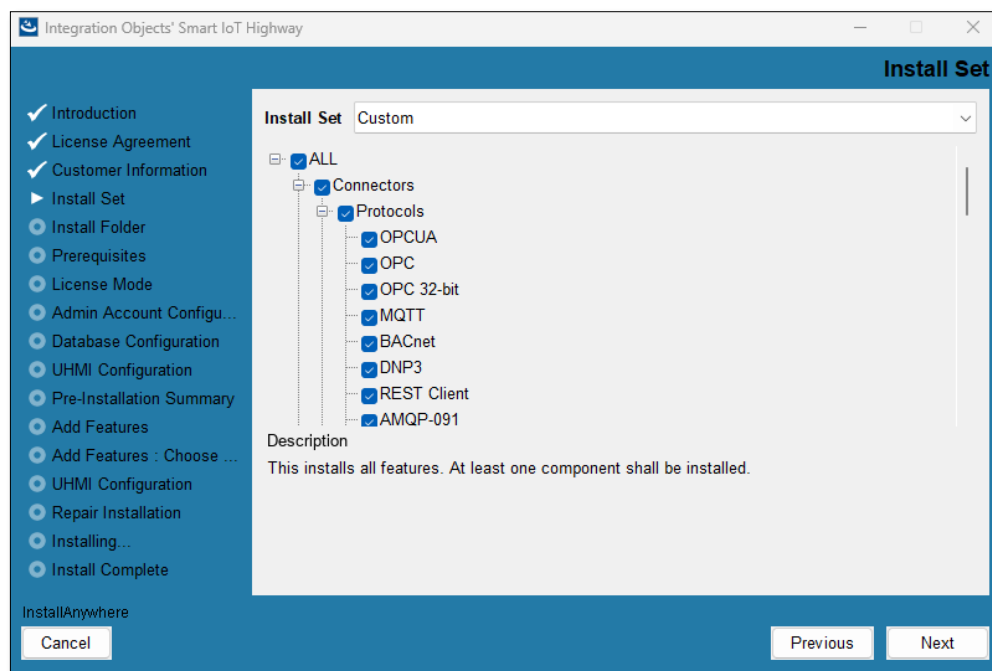 Integration Objects' Smart IoT Highway
Install Set
Introduction
License Agreement
Customer Information
Install Set
Install Folder
Prerequisites
License Mode
Admin Account Configu...
Database Configuration
UHMI Configuration
Pre-Installation Summary
Add Features
Add Features : Choose ...
UHMI Configuration
Repair Installation
Installing...
Install Complete
Install Set Custom
ALL
Connectors
Protocols
OPCUA
OPC
OPC 32-bit
MQTT
BACnet
DNP3
REST Client
AMQP-091
Description
This installs all features. At least one component shall be installed.
InstallAnywhere
Cancel Previous Next